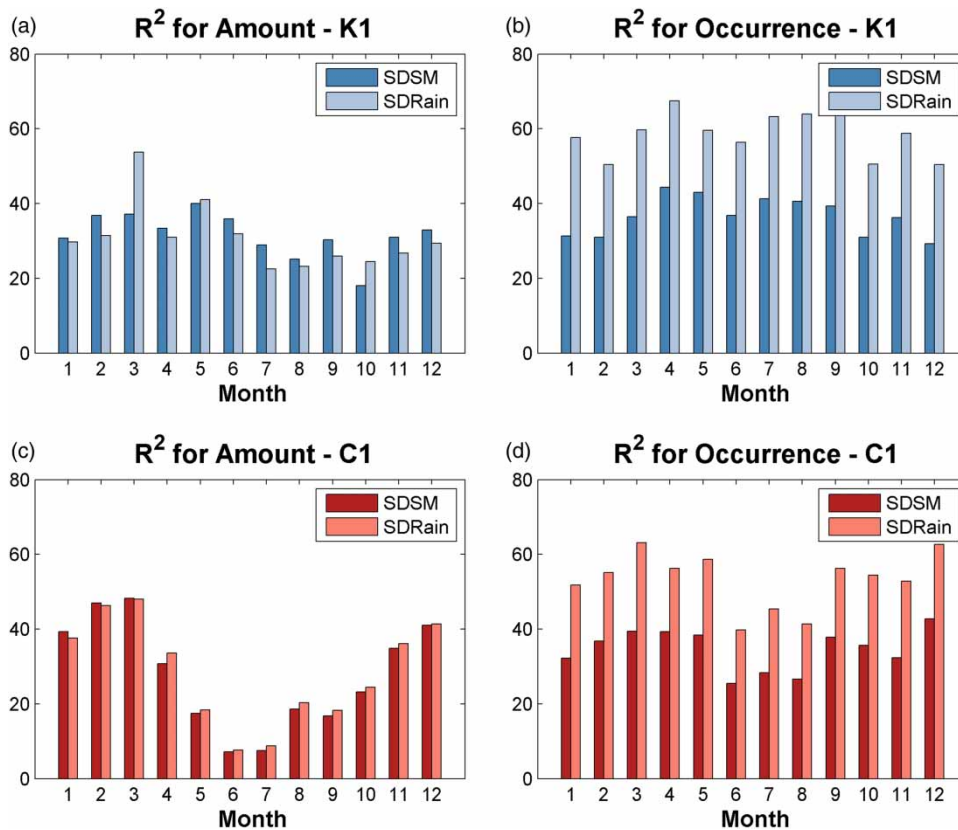 (a) R² for Amount - K1
80
60
40
20
0
SDSM
SDRain
1 2 3 4 5 6 7 8 9 10 11 12
Month
(b) R² for Occurrence - K1
80
60
40
20
0
SDSM
SDRain
1 2 3 4 5 6 7 8 9 10 11 12
Month
(c) R² for Amount - C1
80
60
40
20
0
SDSM
SDRain
1 2 3 4 5 6 7 8 9 10 11 12
Month
(d) R² for Occurrence - C1
80
60
40
20
0
SDSM
SDRain
1 2 3 4 5 6 7 8 9 10 11 12
Month